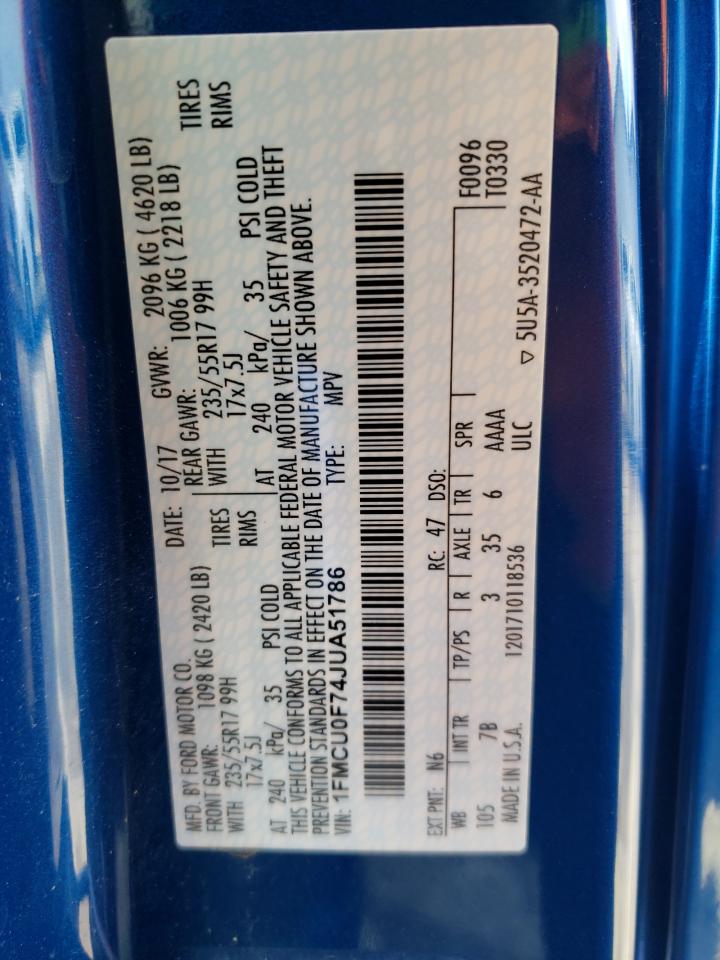 MFD. BY FORD MOTOR CO. DATE: 10/17 GVWR: 2096 KG ( 4620 LB)
FRONT GAWR: 1098 KG ( 2420 LB) REAR GAWR: 1006 KG ( 2218 LB)
WITH 235/55R17 99H TIRES WITH 235/55R17 99H TIRES
17x7.5J RIMS 17x7.5J RIMS
AT 240 kPa/ 35 PSI COLD AT 240 kPa/ 35 PSI COLD
THIS VEHICLE CONFORMS TO ALL APPLICABLE FEDERAL MOTOR VEHICLE SAFETY AND THEFT
PREVENTION STANDARDS IN EFFECT ON THE DATE OF MANUFACTURE SHOWN ABOVE.
VIN: 1FMCU0F74JUA51786 TYPE: MPV
EXT PNT: N6 RC: 47 DSO: F0096
WB INT TR TP/PS R AXLE TR SPR T0330
105 7B 3 35 6 AAAA
MADE IN U.S.A. 1201710118536 ULC ▽ 5U5A-3520472-AA